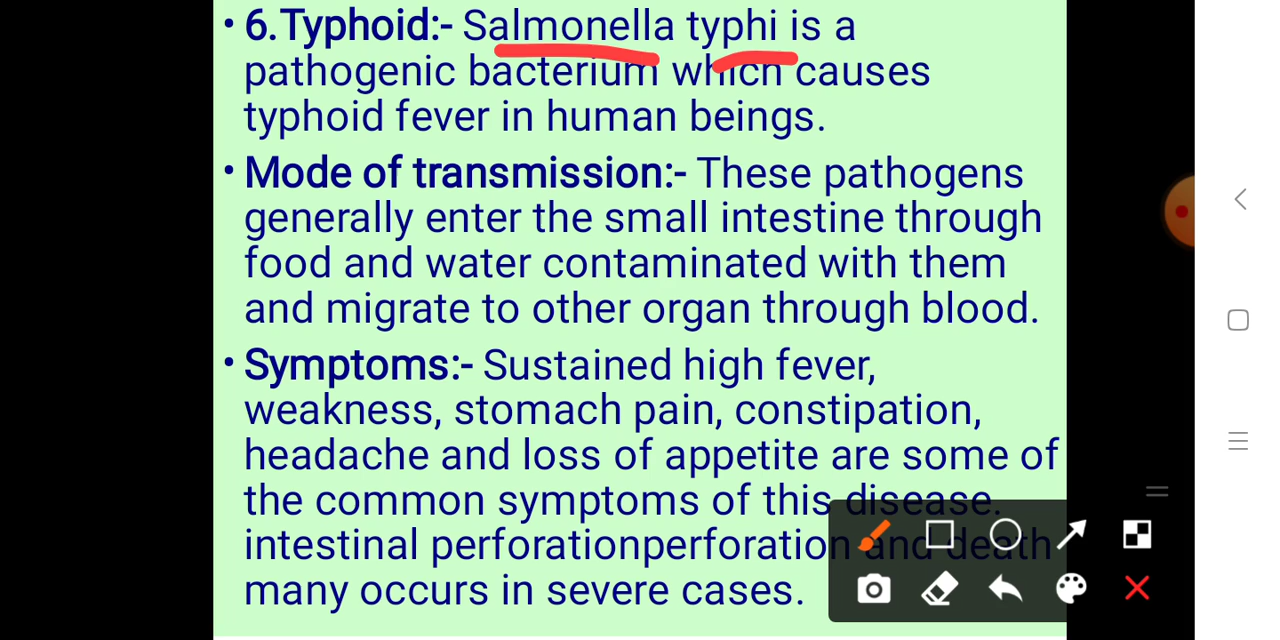 • 6.Typhoid:- Salmonella typhi is a
pathogenic bacterium which causes
typhoid fever in human beings.
• Mode of transmission:- These pathogens
generally enter the small intestine through
food and water contaminated with them
and migrate to other organ through blood.
• Symptoms:- Sustained high fever,
weakness, stomach pain, constipation,
headache and loss of appetite are some of
the common symptoms of this disease.
intestinal perforationperforation and death
many occurs in severe cases.